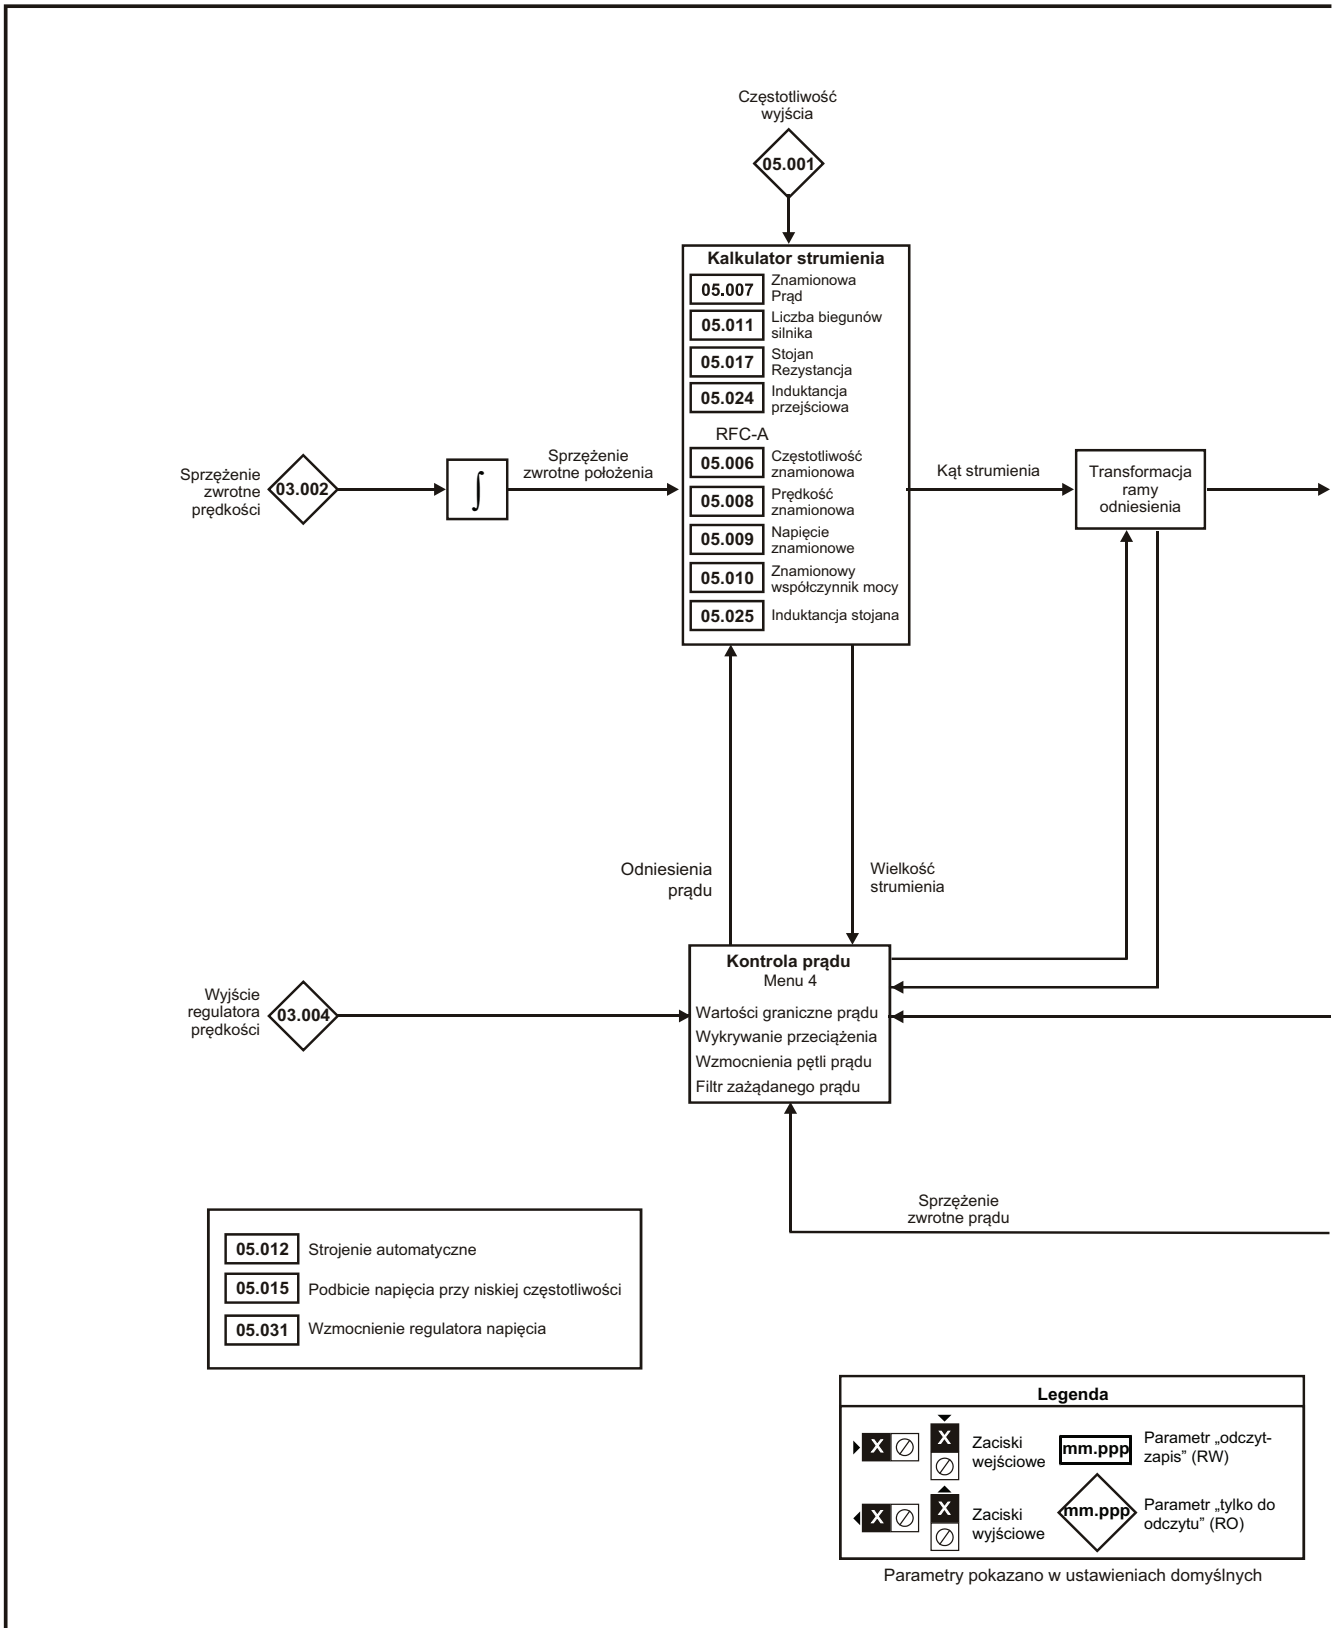 Częstotliwość
wyjścia
05.001
Kalkulator strumienia
05.007
Znamionowa
Prąd
05.011
Liczba biegunów
silnika
05.017
Stojan
Rezystancja
05.024
Induktancja
przejściowa
RFC-A
05.006
Częstotliwość
znamionowa
05.008
Prędkość
znamionowa
05.009
Napięcie
znamionowe
05.010
Znamionowy
współczynnik mocy
05.025
Induktancja stojana
Sprzężenie
zwrotne
prędkości
03.002
∫
Sprzężenie
zwrotne położenia
Kąt strumienia
Transformacja
ramy
odniesienia
Odniesienia
prądu
Wielkość
strumienia
Wyjście
regulatora
prędkości
03.004
Kontrola prądu
Menu 4
Wartości graniczne prądu
Wykrywanie przeciążenia
Wzmocnienia pętli prądu
Filtr zażądanego prądu
Sprzężenie
zwrotne prądu
05.012 Strojenie automatyczne
05.015 Podbicie napięcia przy niskiej częstotliwości
05.031 Wzmocnienie regulatora napięcia
Legenda
X
X
Zaciski
wejściowe
mm.ppp
Parametr „odczyt-
zapis” (RW)
X
X
Zaciski
wyjściowe
mm.ppp
Parametr „tylko do
odczytu” (RO)
Parametry pokazano w ustawieniach domyślnych